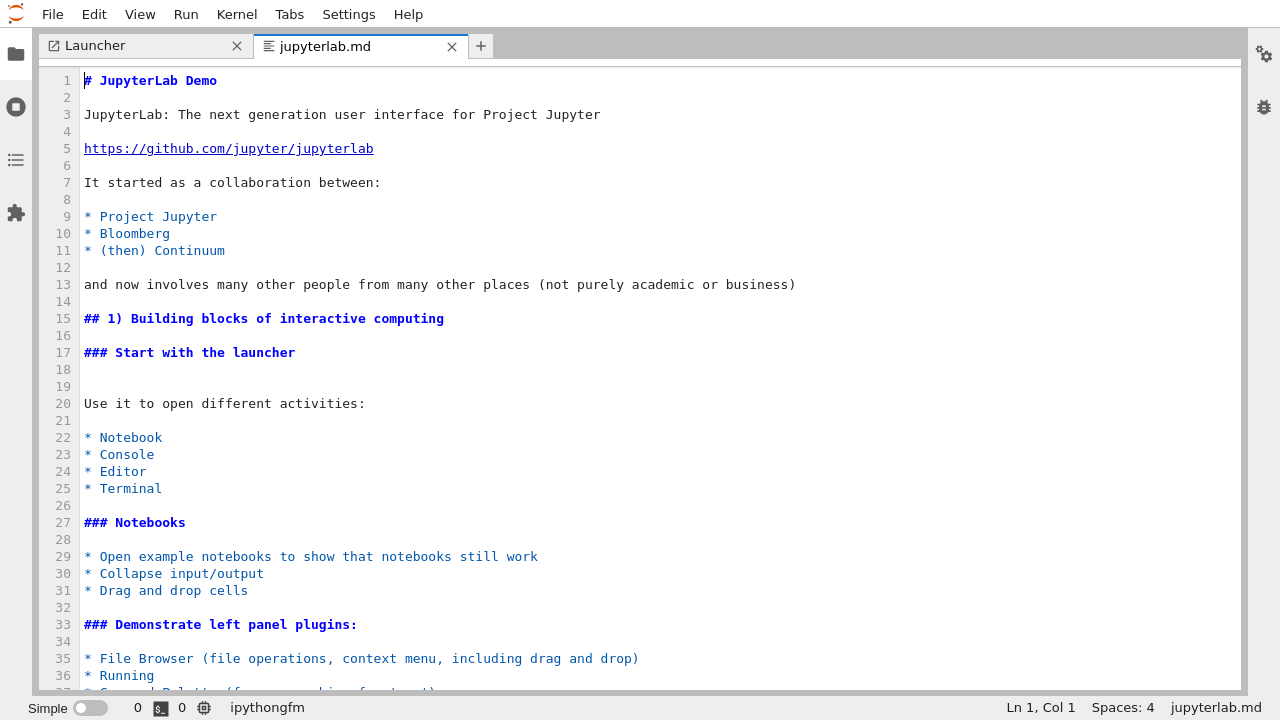 File Edit View Run Kernel Tabs Settings Help
Launcher
jupyterlab.md
1 # JupyterLab Demo
2
3 JupyterLab: The next generation user interface for Project Jupyter
4
5 https://github.com/jupyter/jupyterlab
6
7 It started as a collaboration between:
8
9 * Project Jupyter
10 * Bloomberg
11 * (then) Continuum
12
13 and now involves many other people from many other places (not purely academic or business)
14
15 ## 1) Building blocks of interactive computing
16
17 ### Start with the launcher
18
19
20 Use it to open different activities:
21
22 * Notebook
23 * Console
24 * Editor
25 * Terminal
26
27 ### Notebooks
28
29 * Open example notebooks to show that notebooks still work
30 * Collapse input/output
31 * Drag and drop cells
32
33 ### Demonstrate left panel plugins:
34
35 * File Browser (file operations, context menu, including drag and drop)
36 * Running
Simple 0 $_ 0 ipythongfm Ln 1, Col 1 Spaces: 4 jupyterlab.md